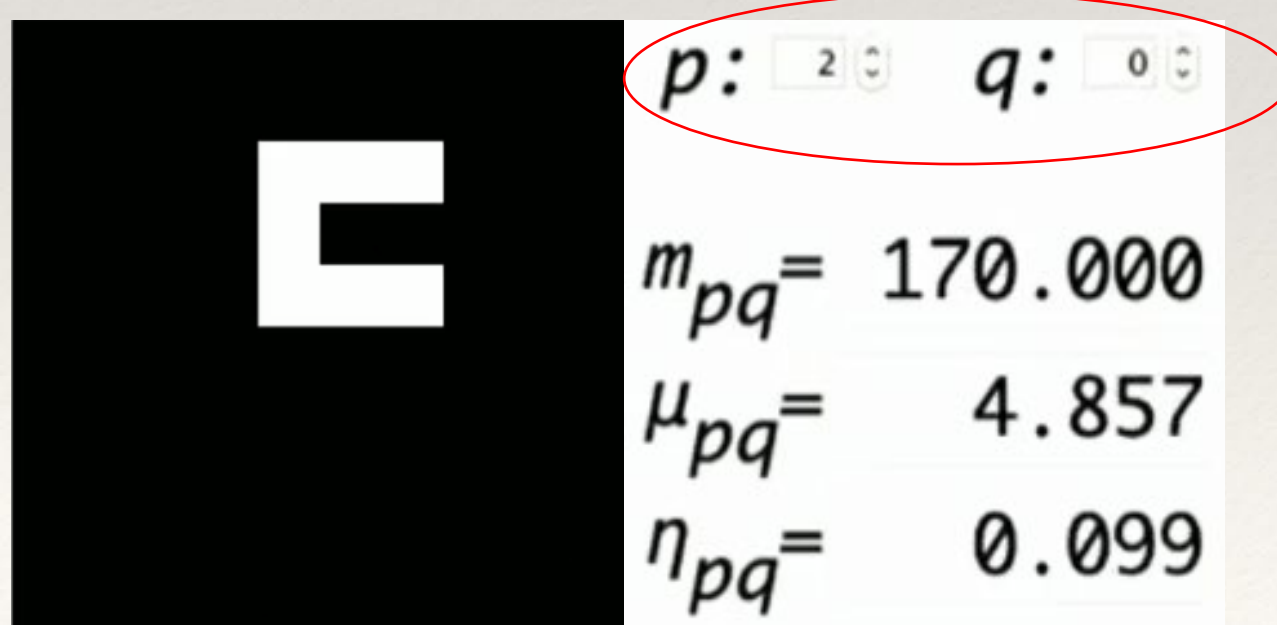 p: 2 q: 0
m_pq= 170.000
μ_pq= 4.857
η_pq= 0.099